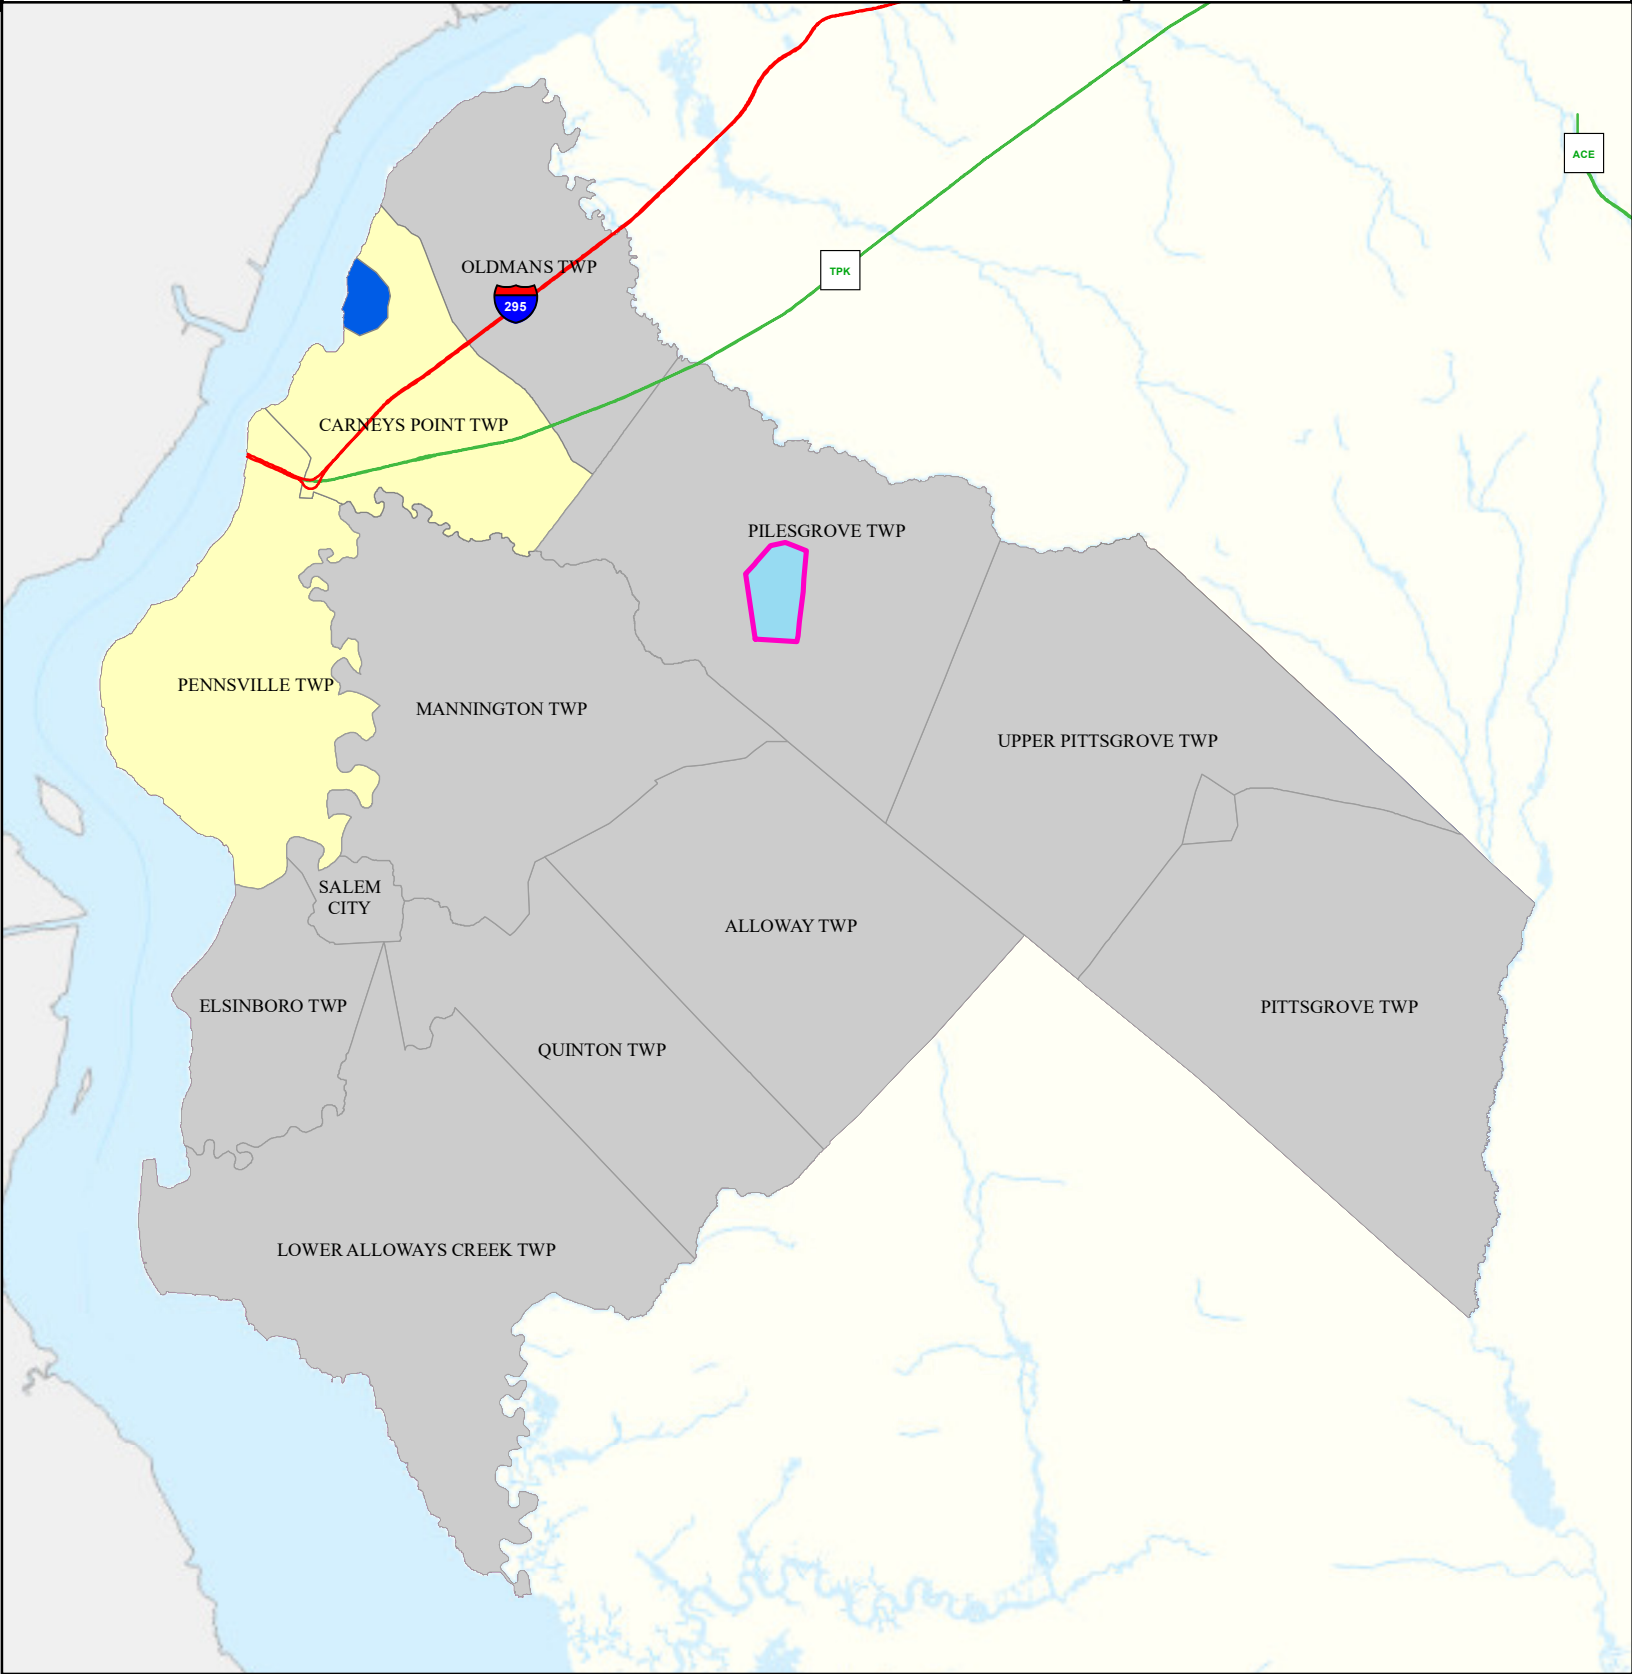 ACE
OLDMANS TWP
TPK
295
CARNEYS POINT TWP
PILESGROVE TWP
PENNSVILLE TWP
MANNINGTON TWP
UPPER PITTSGROVE TWP
SALEM
CITY
ALLOWAY TWP
ELSINBORO TWP
PITTSGROVE TWP
QUINTON TWP
LOWER ALLOWAYS CREEK TWP